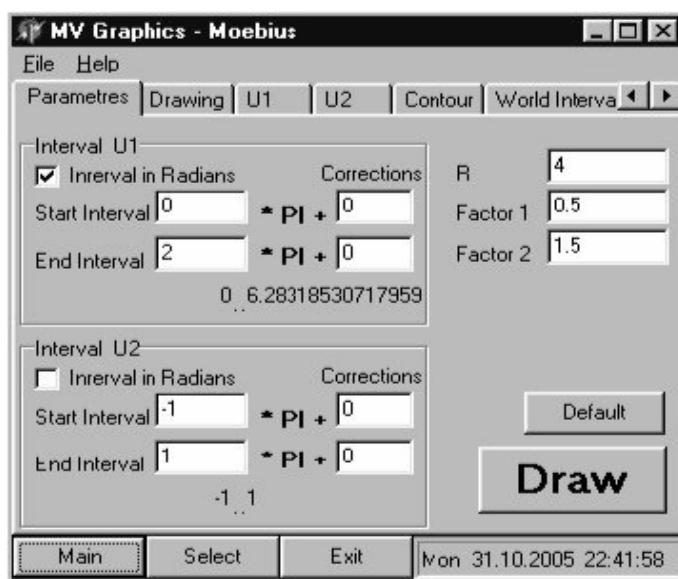 MV Graphics - Moebius
File Help
Parametres Drawing U1 U2 Contour World Interva
Interval U1
Inrerval in Radians Corrections
Start Interval 0 * PI + 0
End Interval 2 * PI + 0
0 .. 6.28318530717959
R 4
Factor 1 0.5
Factor 2 1.5
Interval U2
Inrerval in Radians Corrections
Start Interval -1 * PI + 0
End Interval 1 * PI + 0
-1 .. 1
Default
Draw
Main Select Exit Mon 31.10.2005 22:41:58